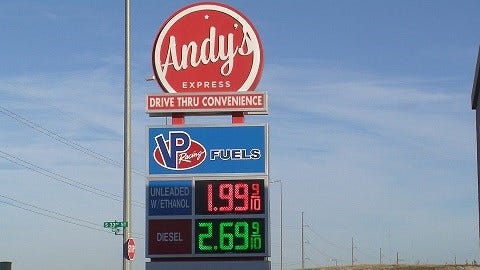 Andy's
EXPRESS
DRIVE THRU CONVENIENCE
VP Racing FUELS
UNLEADED
W/ETHANOL
1.99 9/10
DIESEL
2.69 9/10